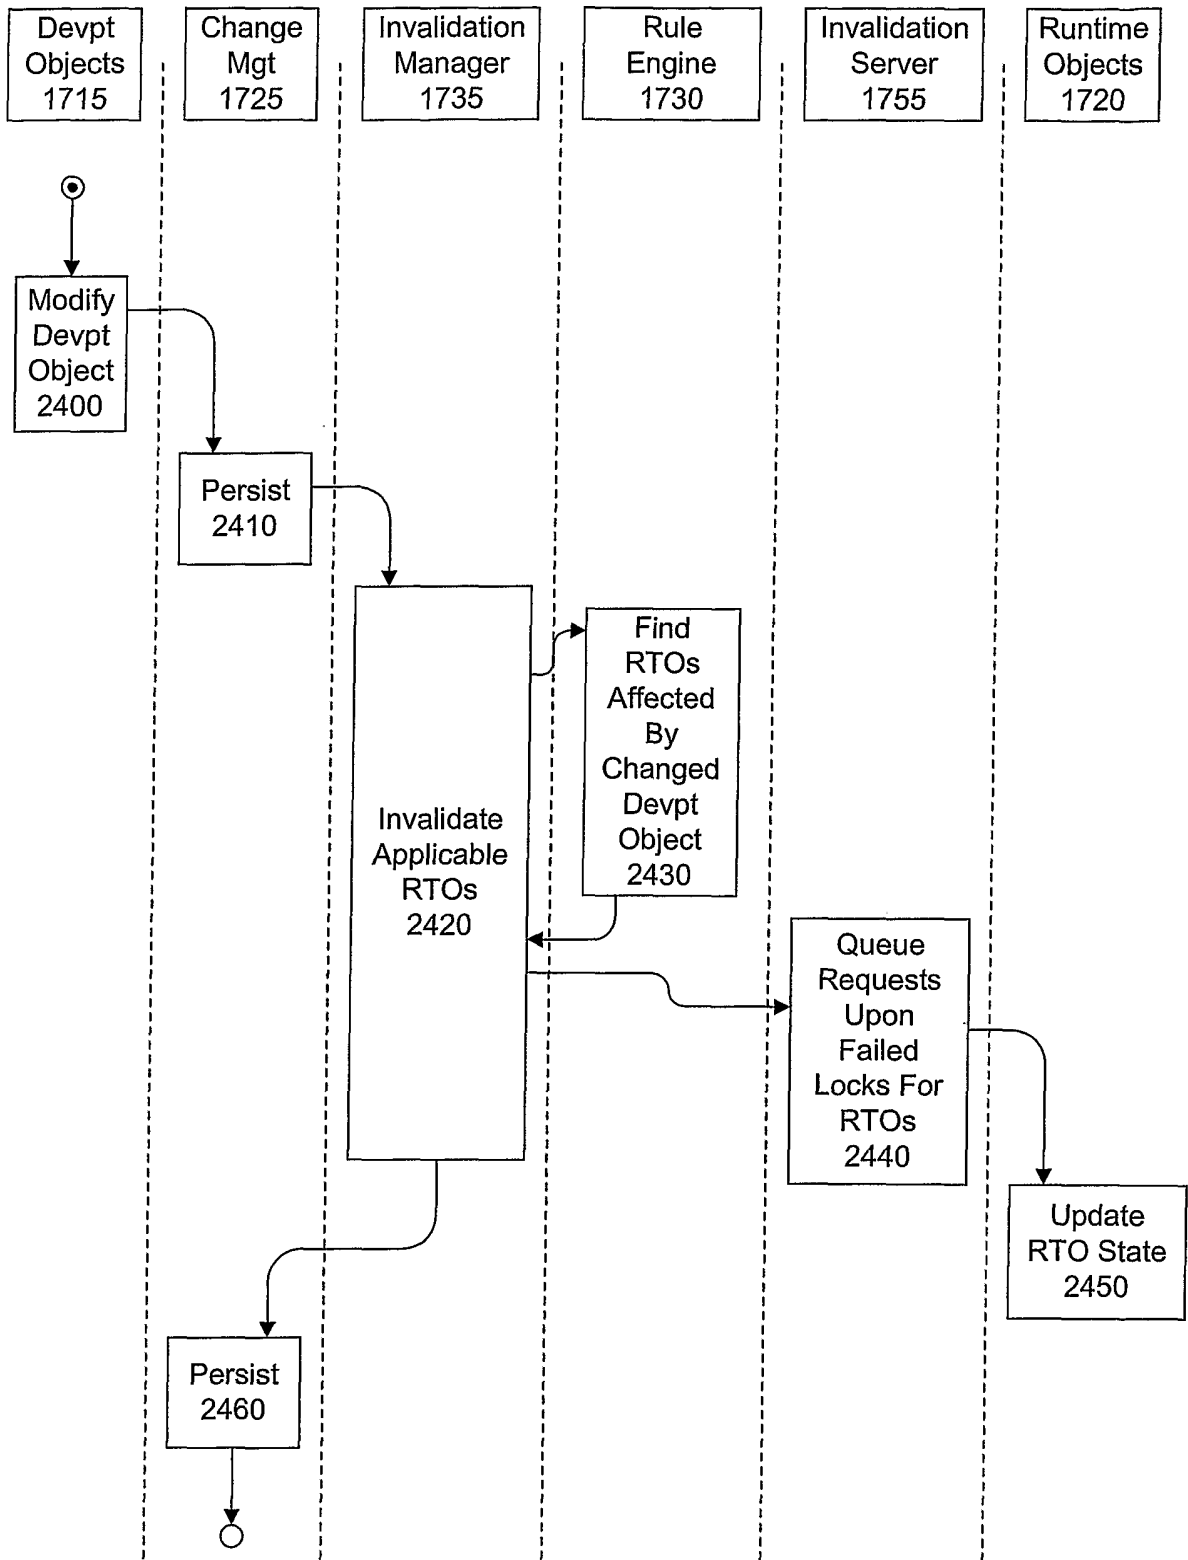 Devpt
Objects
1715
Change
Mgt
1725
Invalidation
Manager
1735
Rule
Engine
1730
Invalidation
Server
1755
Runtime
Objects
1720
Modify
Devpt
Object
2400
Persist
2410
Invalidate
Applicable
RTOs
2420
Find
RTOs
Affected
By
Changed
Devpt
Object
2430
Queue
Requests
Upon
Failed
Locks For
RTOs
2440
Update
RTO State
2450
Persist
2460